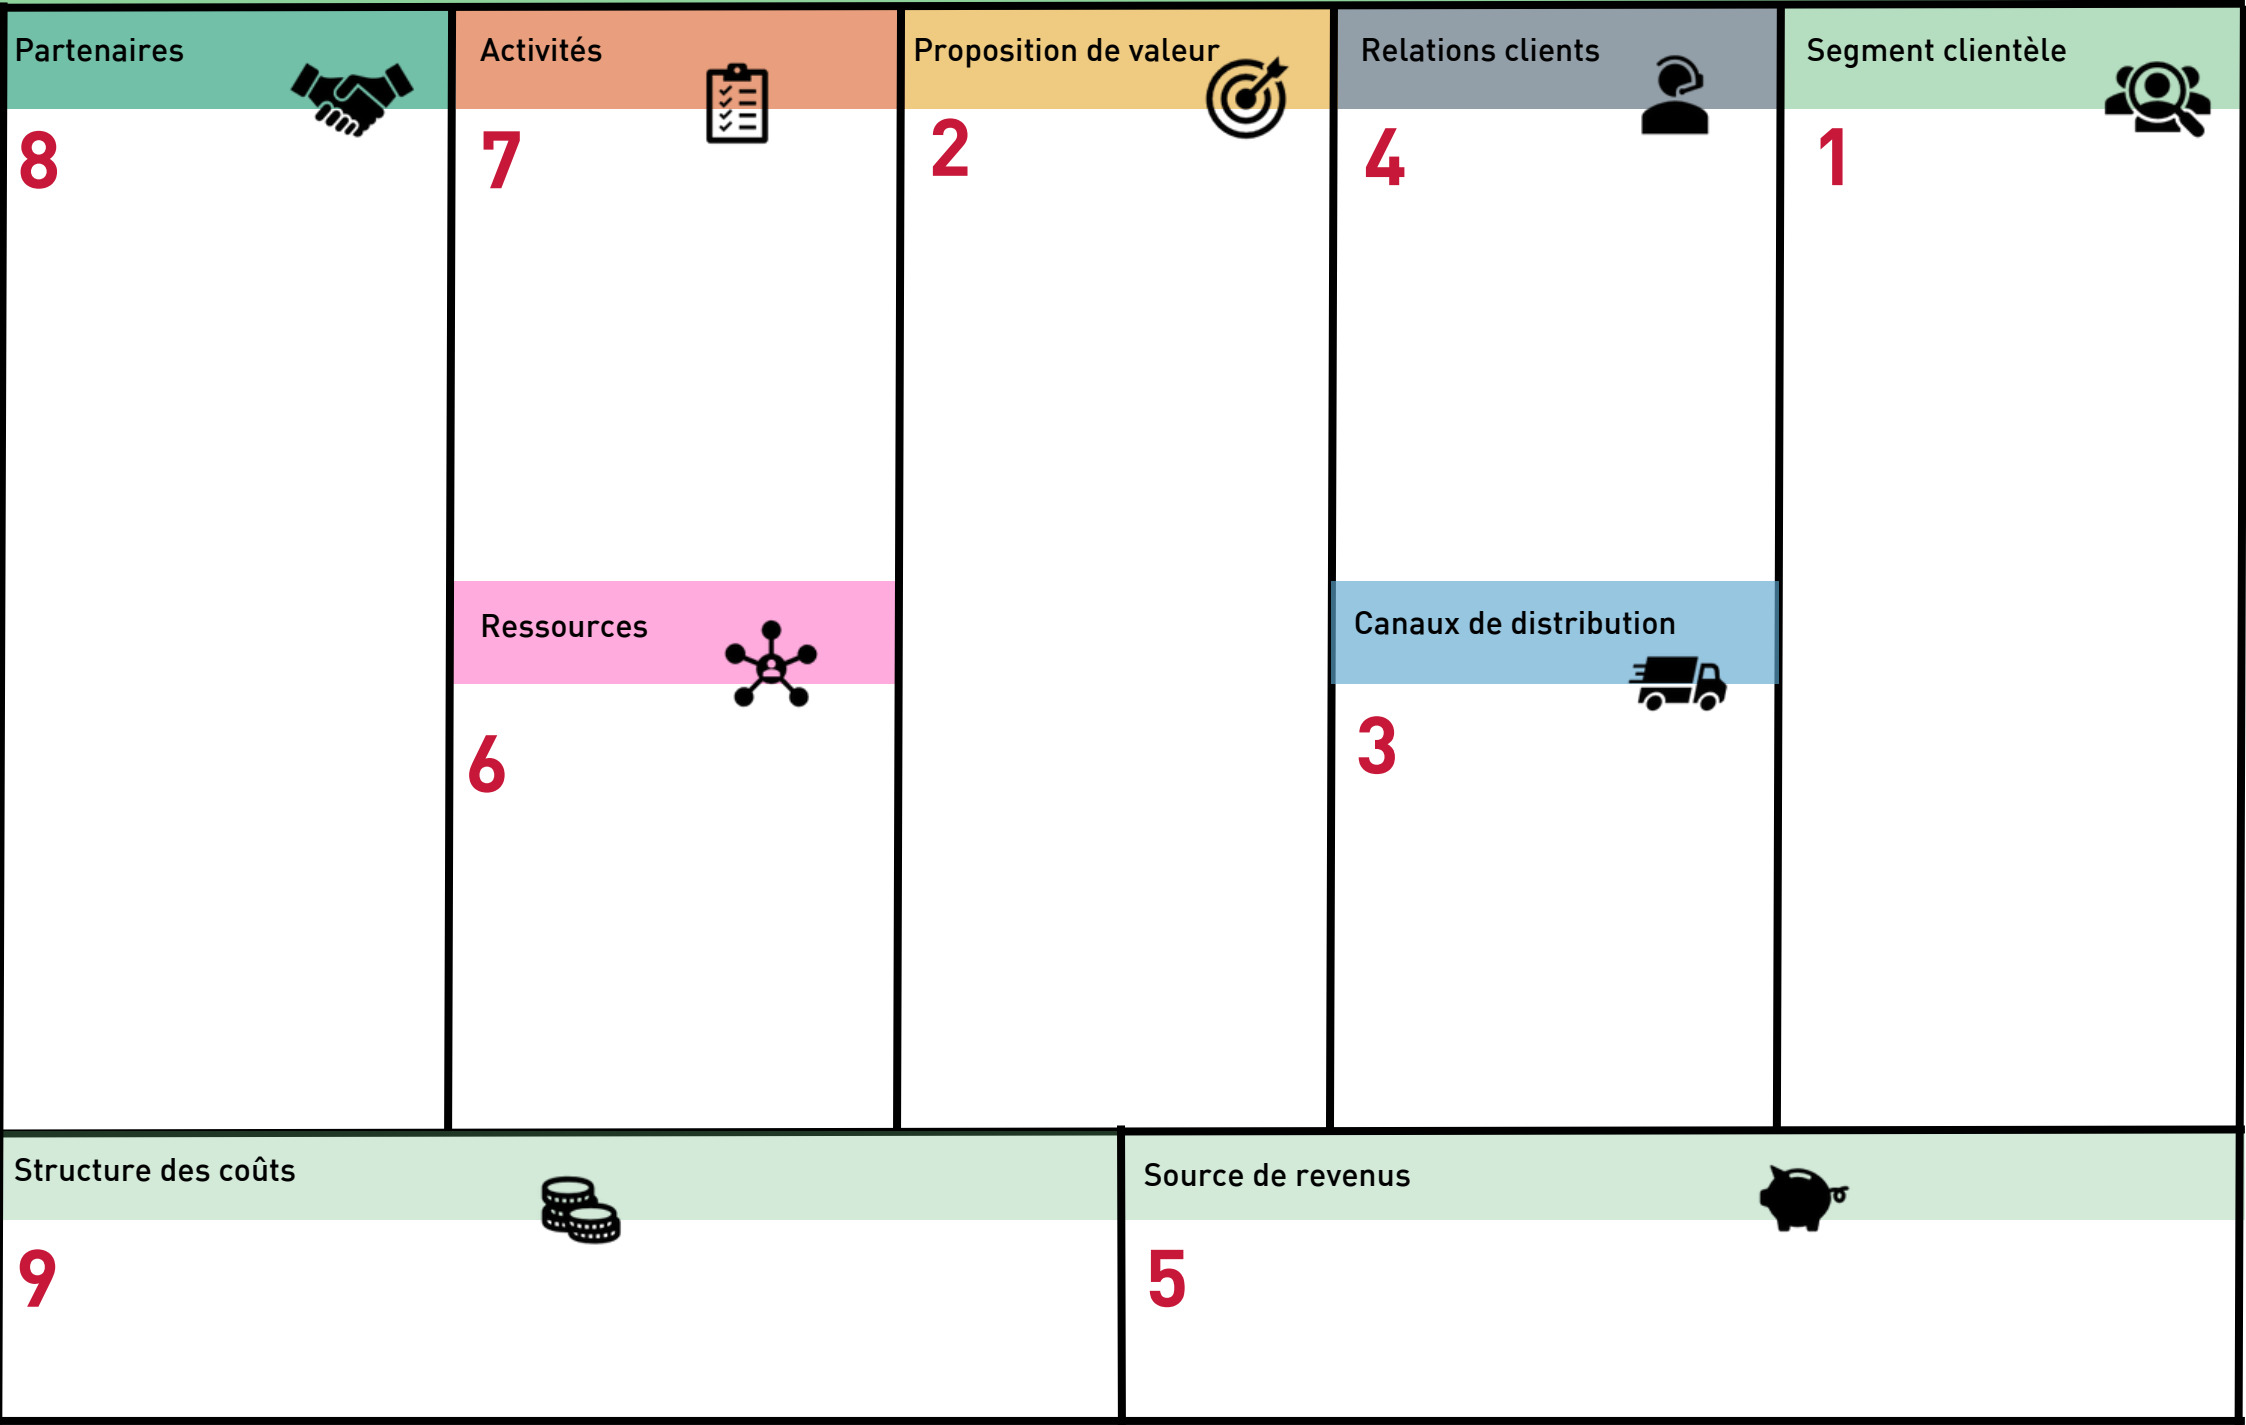 Partenaires
8
Activités
7
Ressources
6
Proposition de valeur
2
Relations clients
4
Canaux de distribution
3
Segment clientèle
1
Structure des coûts
9
Source de revenus
5